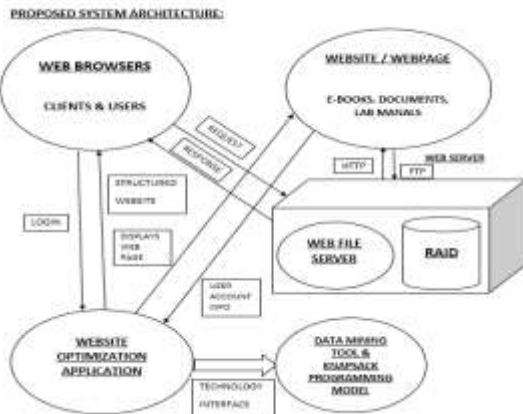 PROPOSED SYSTEM ARCHITECTURE:
WEB BROWSERS
CLIENTS & USERS
WEBSITE / WEBPAGE
E-BOOKS, DOCUMENTS,
LAB MANALS
REQUEST
RESPONSE
HTTP
FTP
WEB SERVER
STRUCTURED
WEBSITE
LOGIN
DISPLAYS
WEB
PAGE
WEB FILE
SERVER
RAID
USER
ACCOUNT
INFO
WEBSITE
OPTIMIZATION
APPLICATION
TECHNOLOGY
INTERFACE
DATA MINING
TOOL &
KNAPSACK
PROGRAMMING
MODEL